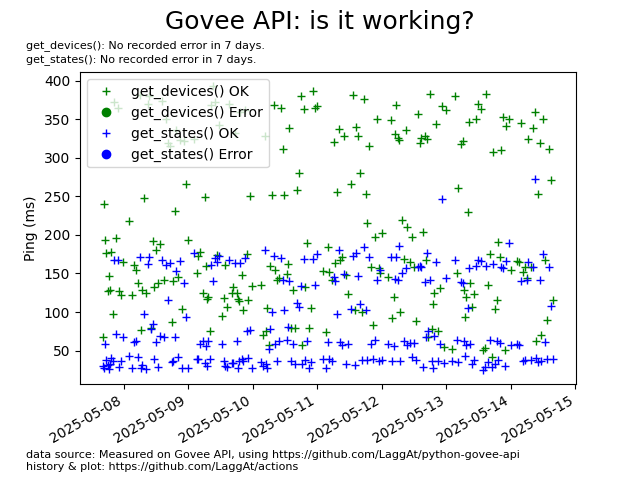 Govee API: is it working?
get_devices(): No recorded error in 7 days.
get_states(): No recorded error in 7 days.
get_devices() OK
get_devices() Error
get_states() OK
get_states() Error
Ping (ms)
400
350
300
250
200
150
100
50
2025-05-08
2025-05-09
2025-05-10
2025-05-11
2025-05-12
2025-05-13
2025-05-14
2025-05-15
data source: Measured on Govee API, using https://github.com/LaggAt/python-govee-api
history & plot: https://github.com/LaggAt/actions